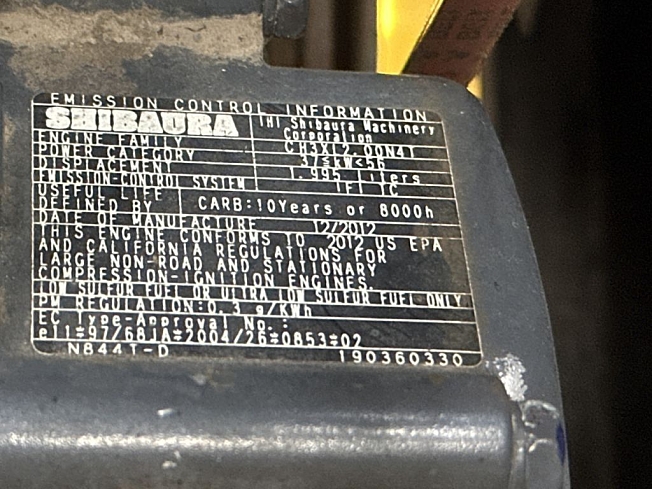 EMISSION CONTROL INFORMATION
SHIBAURA IHI Shibaura Machinery Corporation
ENGINE FAMILY CH3XL2.00N4T
POWER CATEGORY 37≤kW<56
DISPLACEMENT 1.995 Liters
EMISSION-CONTROL SYSTEM IFI TC
USEFUL LIFE
DEFINED BY CARB:10Years or 8000h
DATE OF MANUFACTURE 12/2012
THIS ENGINE CONFORMS TO 2012 US EPA
AND CALIFORNIA REGULATIONS FOR
LARGE NON-ROAD AND STATIONARY
COMPRESSION-IGNITION ENGINES.
LOW SULFUR FUEL OR ULTRA LOW SULFUR FUEL ONLY
PM REGULATION:0.3 g/KWh
EC Type-Approval No.:
e11*97/68JA*2004/26*0853*02
N844T-D 190360330